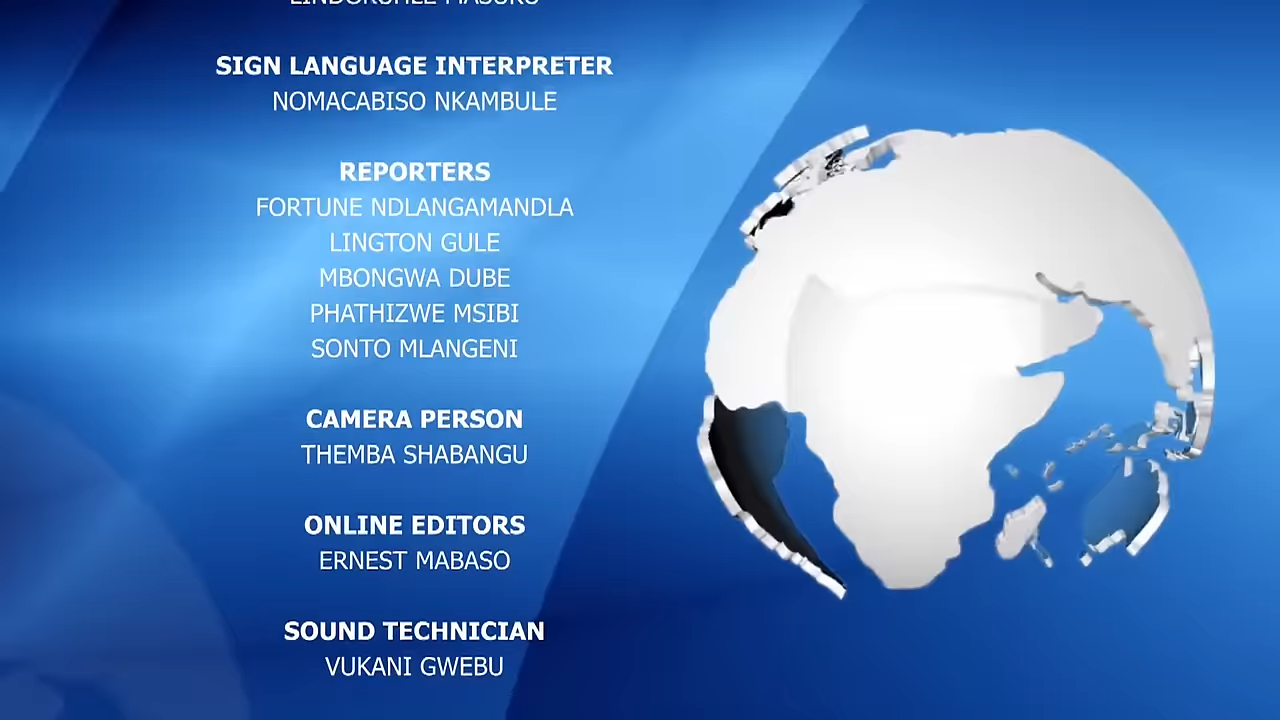 SIGN LANGUAGE INTERPRETER
NOMACABISO NKAMBULE
REPORTERS
FORTUNE NDLANGAMANDLA
LINGTON GULE
MBONGWA DUBE
PHATHIZWE MSIBI
SONTO MLANGENI
CAMERA PERSON
THEMBA SHABANGU
ONLINE EDITORS
ERNEST MABASO
SOUND TECHNICIAN
VUKANI GWEBU